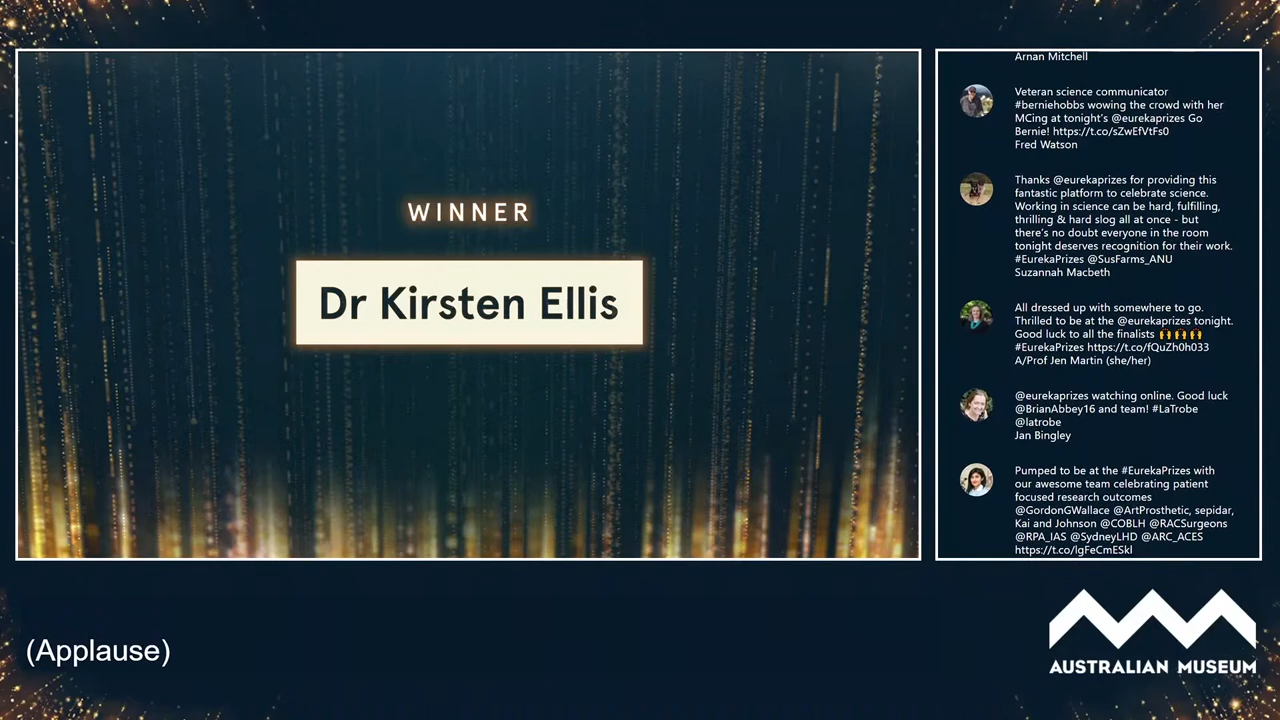 WINNER
Dr Kirsten Ellis
Arnan Mitchell
Veteran science communicator
#berniehobbs wowing the crowd with her
MCing at tonight's @eurekaprizes Go
Bernie! https://t.co/sZwEfVtFs0
Fred Watson
Thanks @eurekaprizes for providing this
fantastic platform to celebrate science.
Working in science can be hard, fulfilling,
thrilling & hard slog all at once - but
there's no doubt everyone in the room
tonight deserves recognition for their work.
#EurekaPrizes @SusFarms_ANU
Suzannah Macbeth
All dressed up with somewhere to go.
Thrilled to be at the @eurekaprizes tonight.
Good luck to all the finalists 🙌🙌🙌
#EurekaPrizes https://t.co/fQuZh0h033
A/Prof Jen Martin (she/her)
@eurekaprizes watching online. Good luck
@BrianAbbey16 and team! #LaTrobe
@latrobe
Jan Bingley
Pumped to be at the #EurekaPrizes with
our awesome team celebrating patient
focused research outcomes
@GordonGWallace @ArtProsthetic, sepidar,
Kai and Johnson @COBLH @RACSurgeons
@RPA_IAS @SydneyLHD @ARC_ACES
https://t.co/lgFeCmESkl
(Applause)
AUSTRALIAN MUSEUM